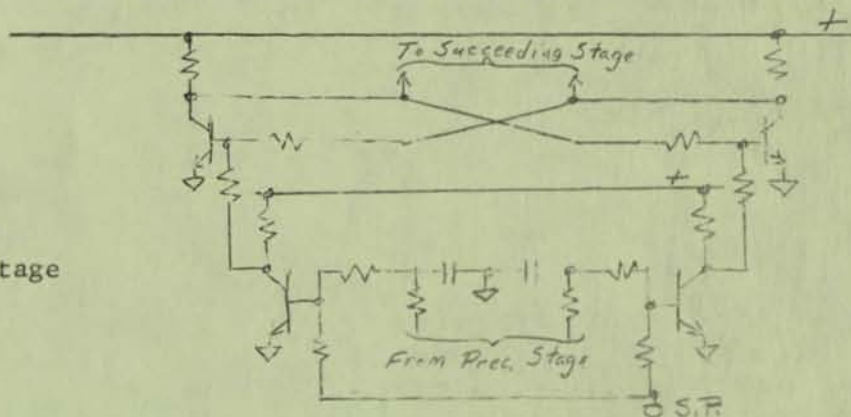 +
To Succeeding Stage
+
tage
From Prec. Stage
S.P.